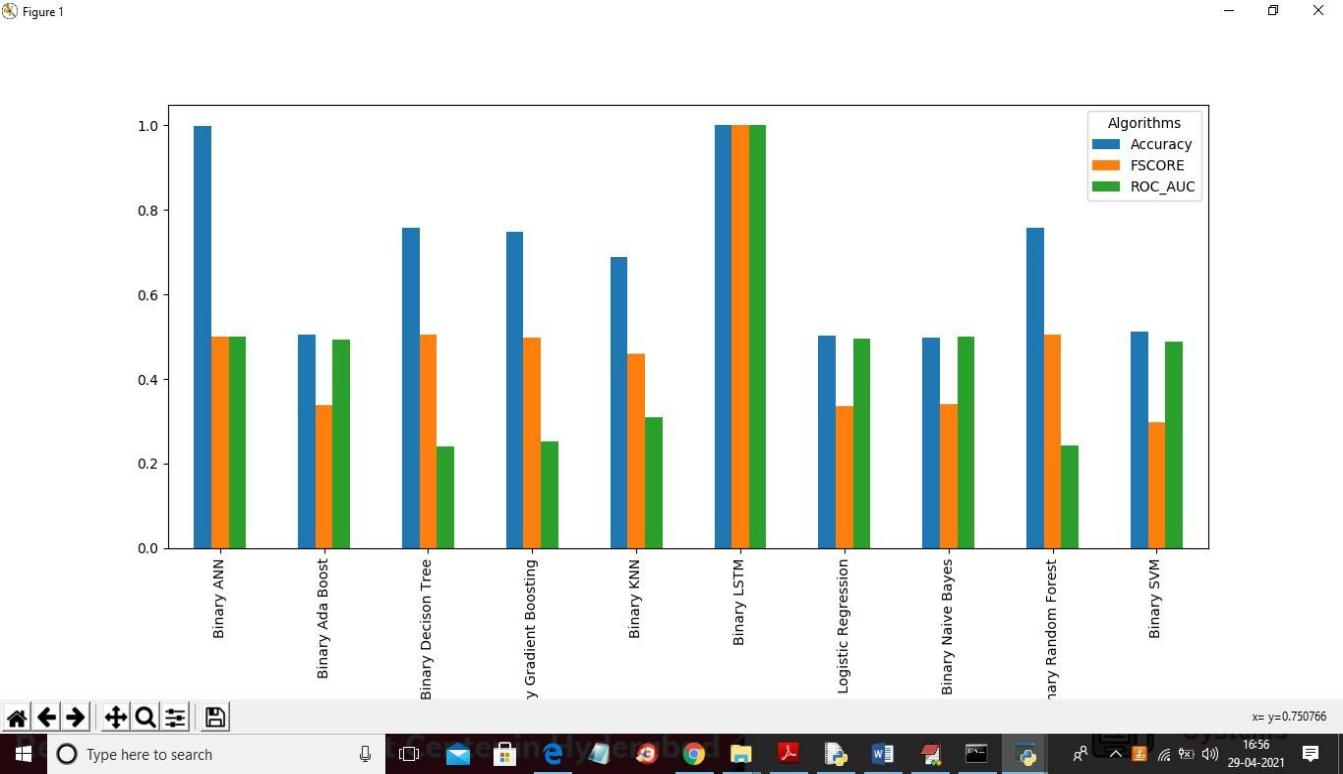 Figure 1
1.0
0.8
0.6
0.4
0.2
0.0
Algorithms
Accuracy
FSCORE
ROC_AUC
Binary ANN
Binary Ada Boost
Binary Decison Tree
y Gradient Boosting
Binary KNN
Binary LSTM
Logistic Regression
Binary Naive Bayes
nary Random Forest
Binary SVM
x= y=0.750766
Type here to search
16:56
29-04-2021